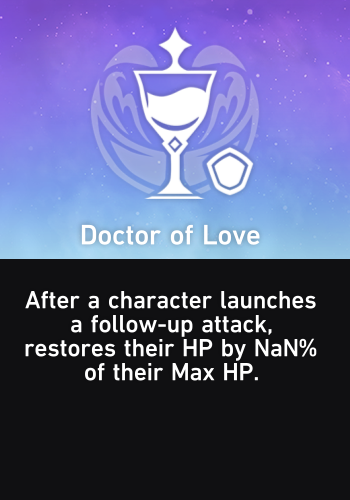 Doctor of Love
After a character launches
a follow-up attack,
restores their HP by NaN%
of their Max HP.